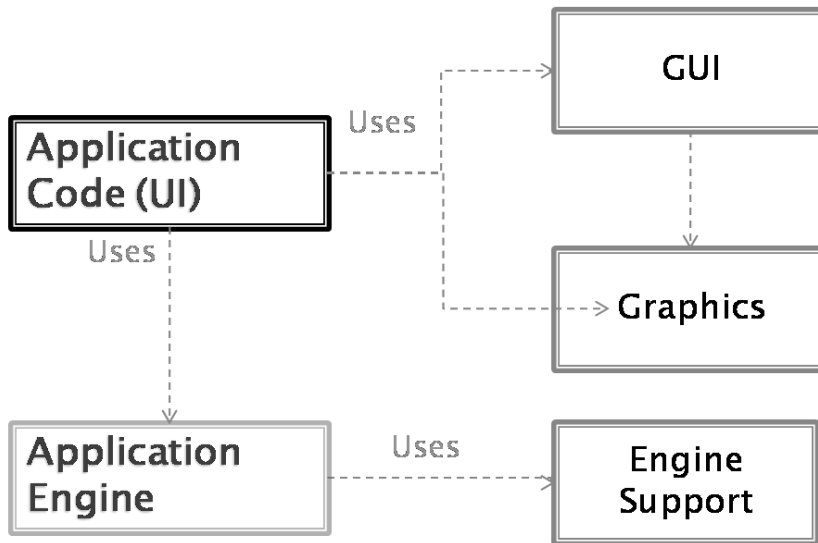 GUI
Uses
Application
Code (UI)
Uses
Graphics
Application
Engine
Uses
Engine
Support